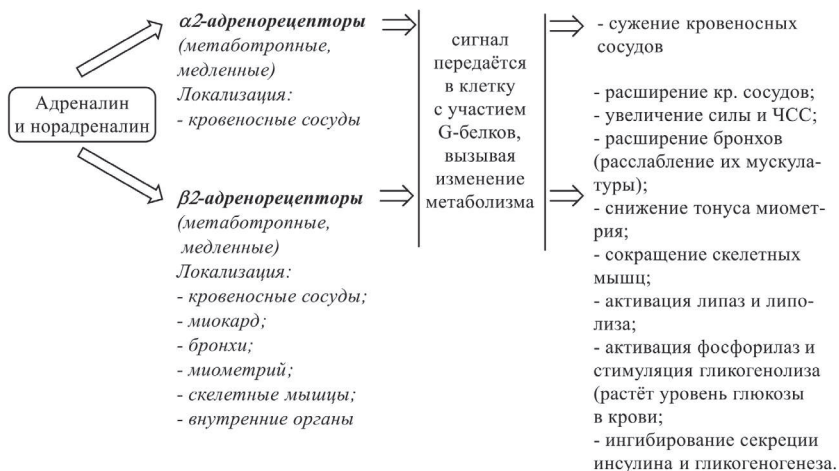 Адреналин
и норадреналин
α2-адренорецепторы
(метаботропные,
медленные)
Локализация:
- кровеносные сосуды
β2-адренорецепторы
(метаботропные,
медленные)
Локализация:
- кровеносные сосуды;
- миокард;
- бронхи;
- миометрий;
- скелетные мышцы;
- внутренние органы
сигнал
передаётся
в клетку
с участием
G-белков,
вызывая
изменение
метаболизма
- сужение кровеносных
сосудов
- расширение кр. сосудов;
- увеличение силы и ЧСС;
- расширение бронхов
(расслабление их мускула-
туры);
- снижение тонуса миомет-
рия;
- сокращение скелетных
мышц;
- активация липаз и липо-
лиза;
- активация фосфорилаз и
стимуляция гликогенолиза
(растёт уровень глюкозы
в крови;
- ингибирование секреции
инсулина и гликогеногенеза.